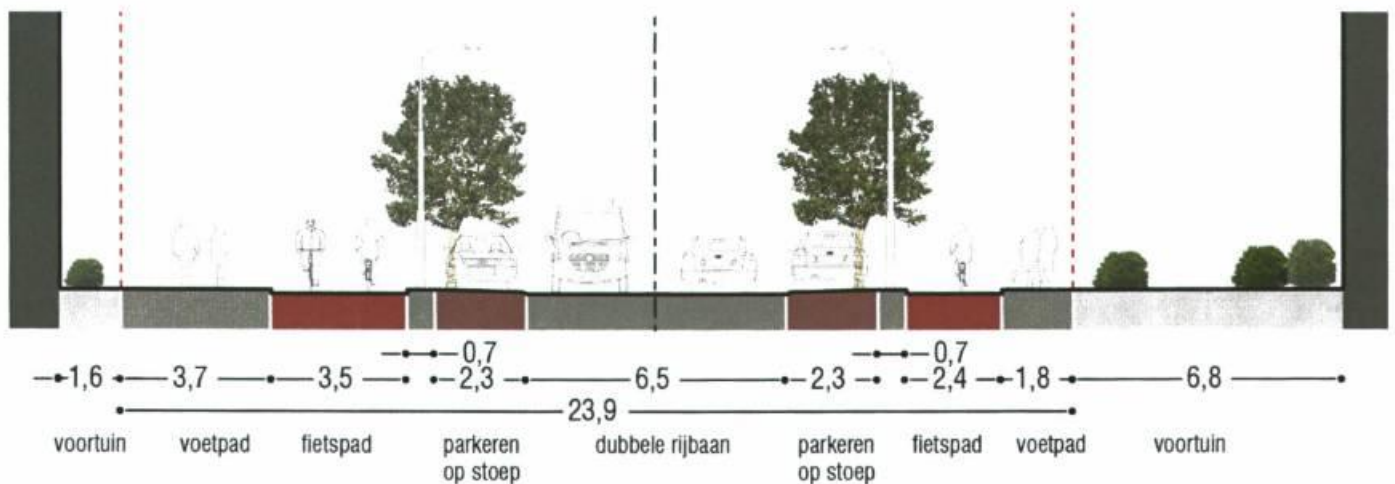 0,7 0,7
1,6 3,7 3,5 2,3 6,5 2,3 2,4 1,8 6,8
23,9
voortuin voetpad fietspad parkeren dubbele rijbaan parkeren fietspad voetpad voortuin
op stoep op stoep